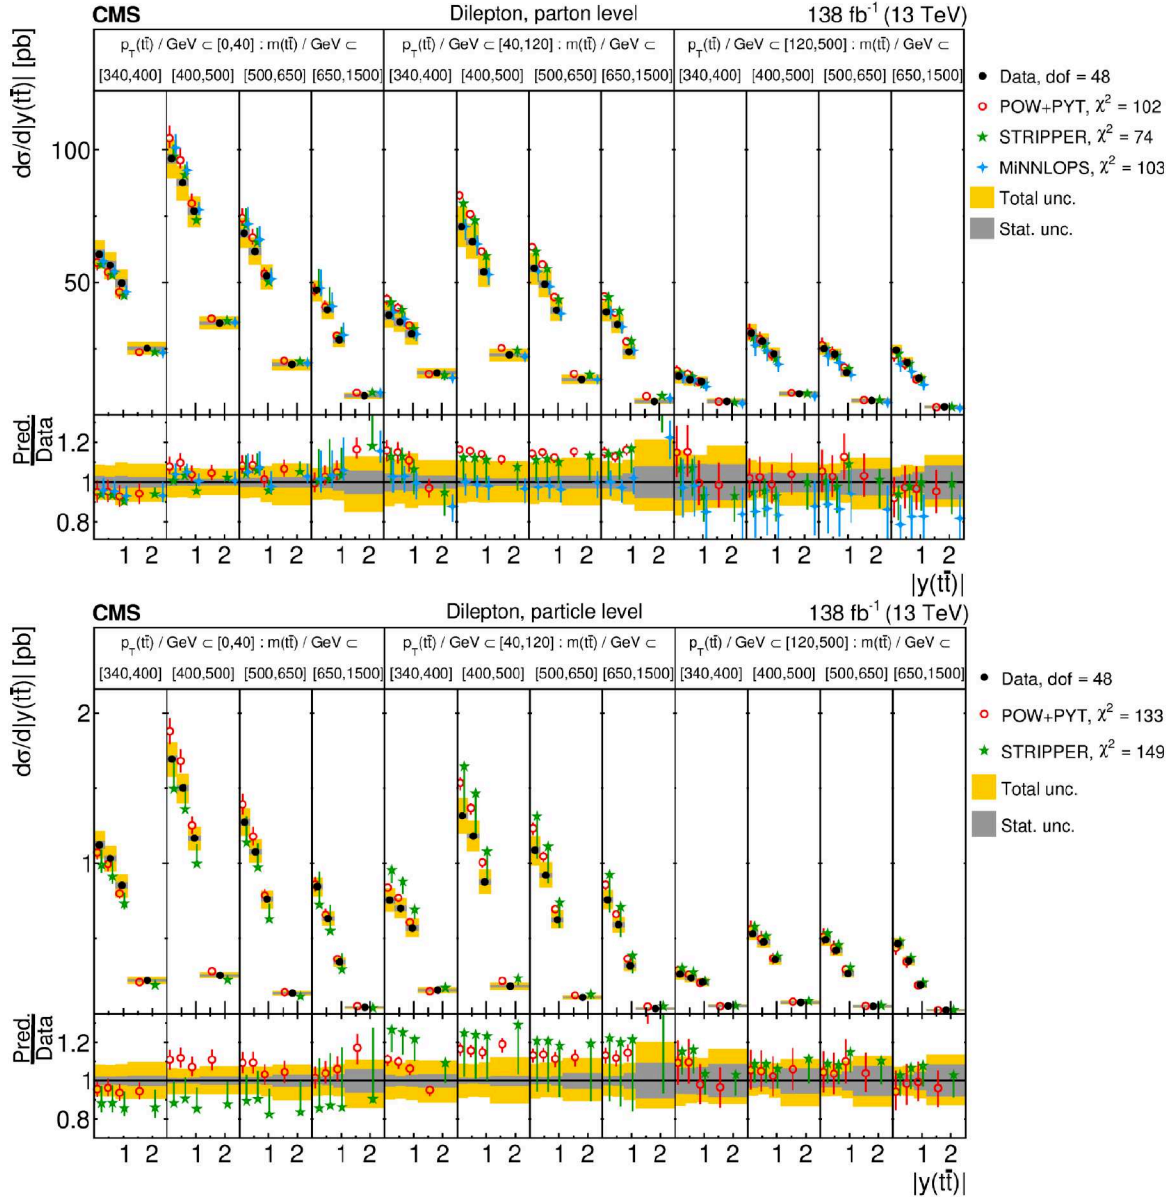 CMS Dilepton, parton level 138 fb⁻¹ (13 TeV)
p_T(tt̄) / GeV ⊂ [0,40] : m(tt̄) / GeV ⊂ p_T(tt̄) / GeV ⊂ [40,120] : m(tt̄) / GeV ⊂ p_T(tt̄) / GeV ⊂ [120,500] : m(tt̄) / GeV ⊂
[340,400] [400,500] [500,650] [650,1500] [340,400] [400,500] [500,650] [650,1500] [340,400] [400,500] [500,650] [650,1500]
dσ/d|y(tt̄)| [pb]
100
50
Data, dof = 48
POW+PYT, χ² = 102
STRIPPER, χ² = 74
MiNNLOPS, χ² = 103
Total unc.
Stat. unc.
Pred.
Data
1.2
1
0.8
1 2 1 2 1 2 1 2 1 2 1 2 1 2 1 2 1 2 1 2 1 2 1 2
|y(tt̄)|
CMS Dilepton, particle level 138 fb⁻¹ (13 TeV)
p_T(tt̄) / GeV ⊂ [0,40] : m(tt̄) / GeV ⊂ p_T(tt̄) / GeV ⊂ [40,120] : m(tt̄) / GeV ⊂ p_T(tt̄) / GeV ⊂ [120,500] : m(tt̄) / GeV ⊂
[340,400] [400,500] [500,650] [650,1500] [340,400] [400,500] [500,650] [650,1500] [340,400] [400,500] [500,650] [650,1500]
dσ/d|y(tt̄)| [pb]
2
1
Data, dof = 48
POW+PYT, χ² = 133
STRIPPER, χ² = 149
Total unc.
Stat. unc.
Pred.
Data
1.2
1
0.8
1 2 1 2 1 2 1 2 1 2 1 2 1 2 1 2 1 2 1 2 1 2 1 2
|y(tt̄)|